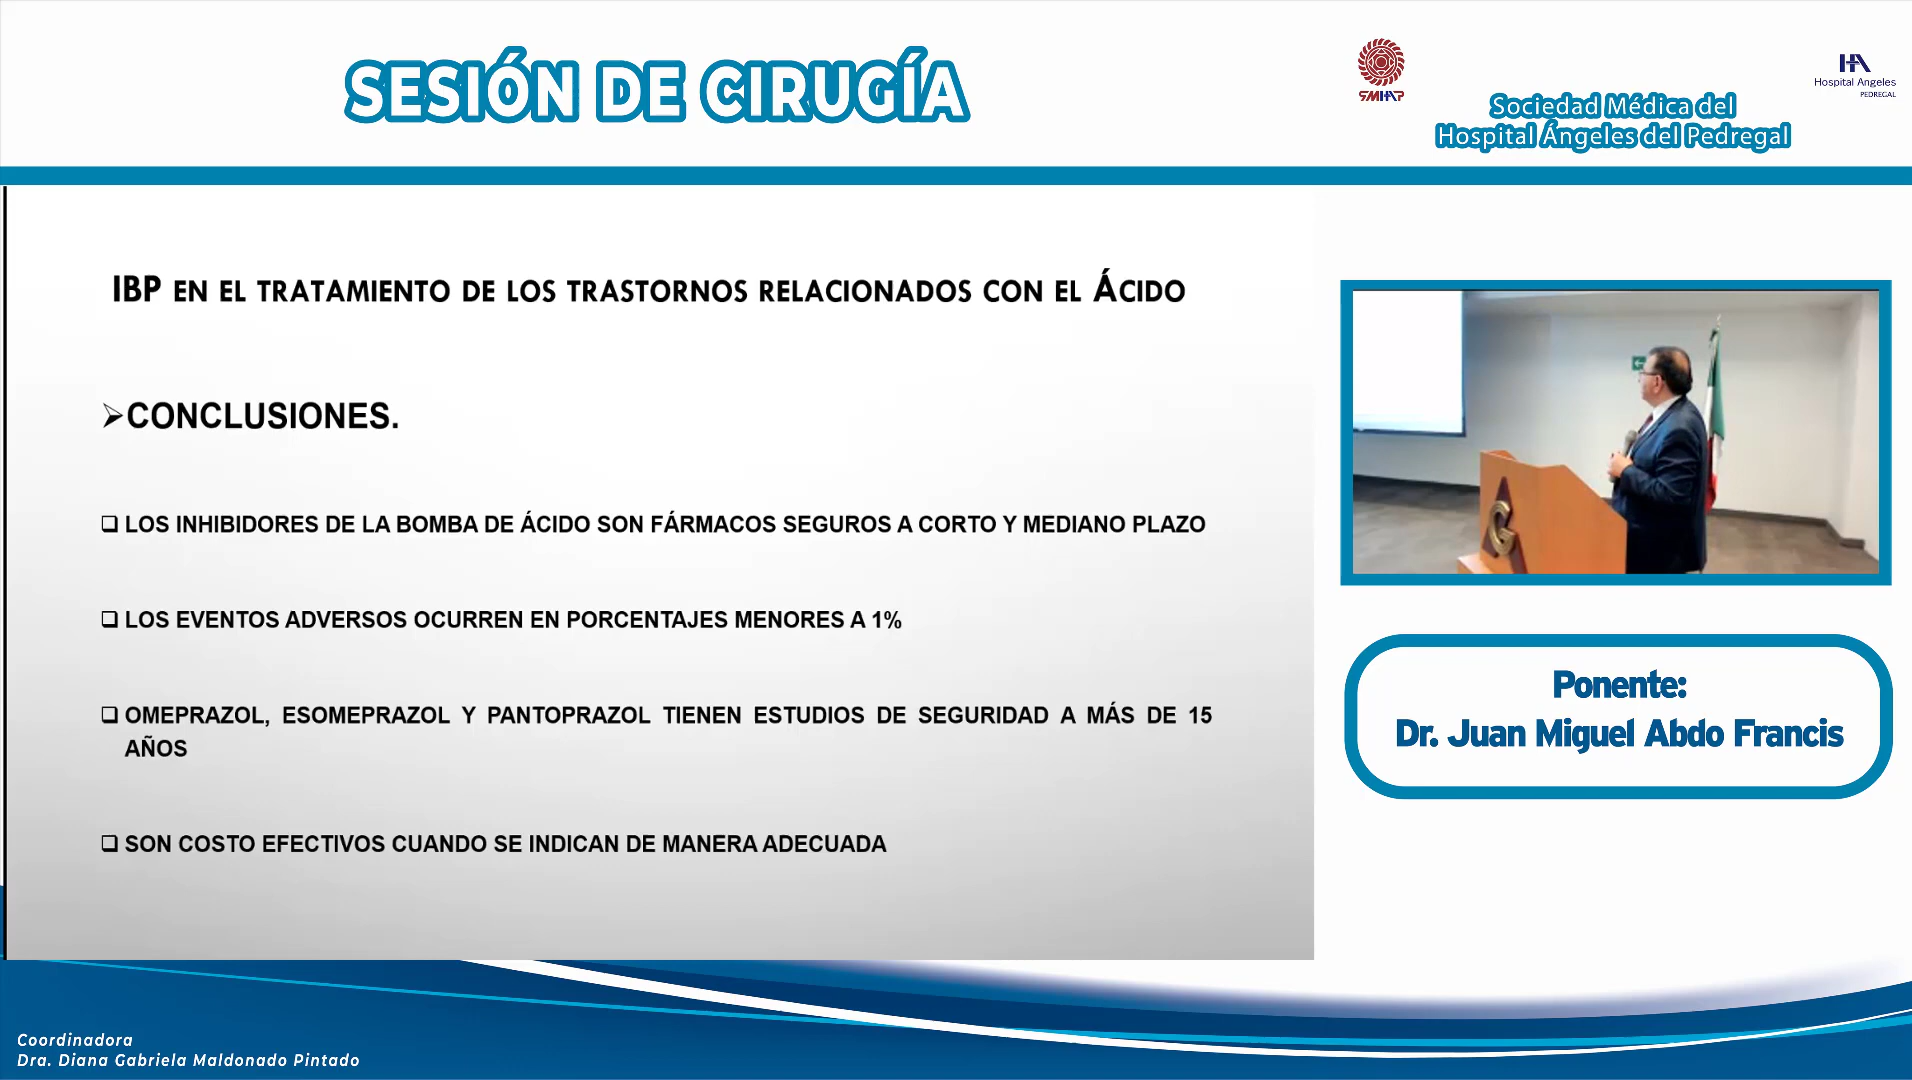 SESIÓN DE CIRUGÍA
SMHAP
Sociedad Médica del
Hospital Ángeles del Pedregal
HA
Hospital Angeles
PEDREGAL
IBP EN EL TRATAMIENTO DE LOS TRASTORNOS RELACIONADOS CON EL ÁCIDO
➢CONCLUSIONES.
❑ LOS INHIBIDORES DE LA BOMBA DE ÁCIDO SON FÁRMACOS SEGUROS A CORTO Y MEDIANO PLAZO
❑ LOS EVENTOS ADVERSOS OCURREN EN PORCENTAJES MENORES A 1%
❑ OMEPRAZOL, ESOMEPRAZOL Y PANTOPRAZOL TIENEN ESTUDIOS DE SEGURIDAD A MÁS DE 15
AÑOS
❑ SON COSTO EFECTIVOS CUANDO SE INDICAN DE MANERA ADECUADA
Ponente:
Dr. Juan Miguel Abdo Francis
Coordinadora
Dra. Diana Gabriela Maldonado Pintado